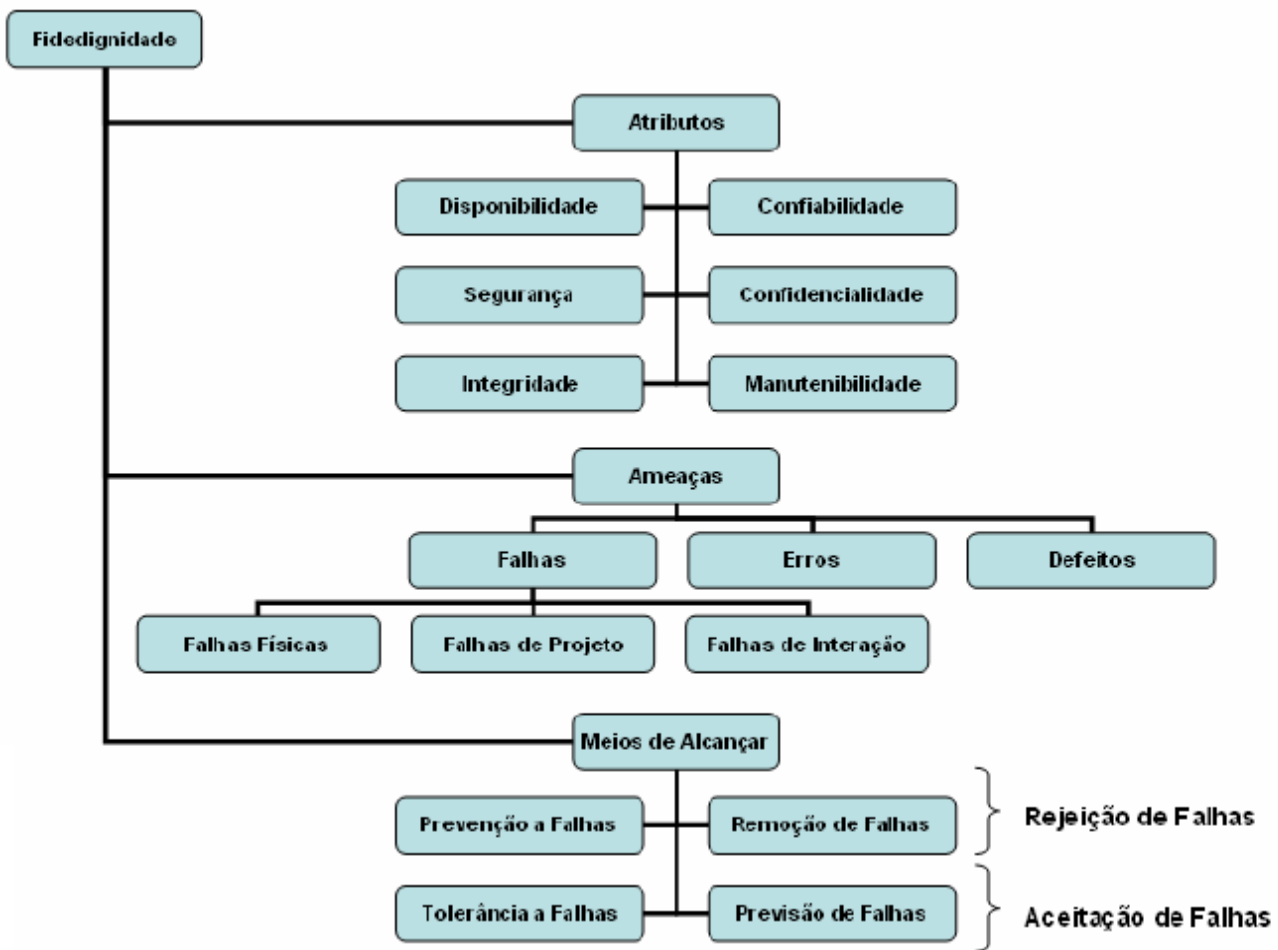 Fidedignidade
Atributos
Disponibilidade
Confiabilidade
Segurança
Confidencialidade
Integridade
Manutenibilidade
Ameaças
Falhas
Erros
Defeitos
Falhas Físicas
Falhas de Projeto
Falhas de Interação
Meios de Alcançar
Prevenção a Falhas
Remoção de Falhas
Rejeição de Falhas
Tolerância a Falhas
Previsão de Falhas
Aceitação de Falhas